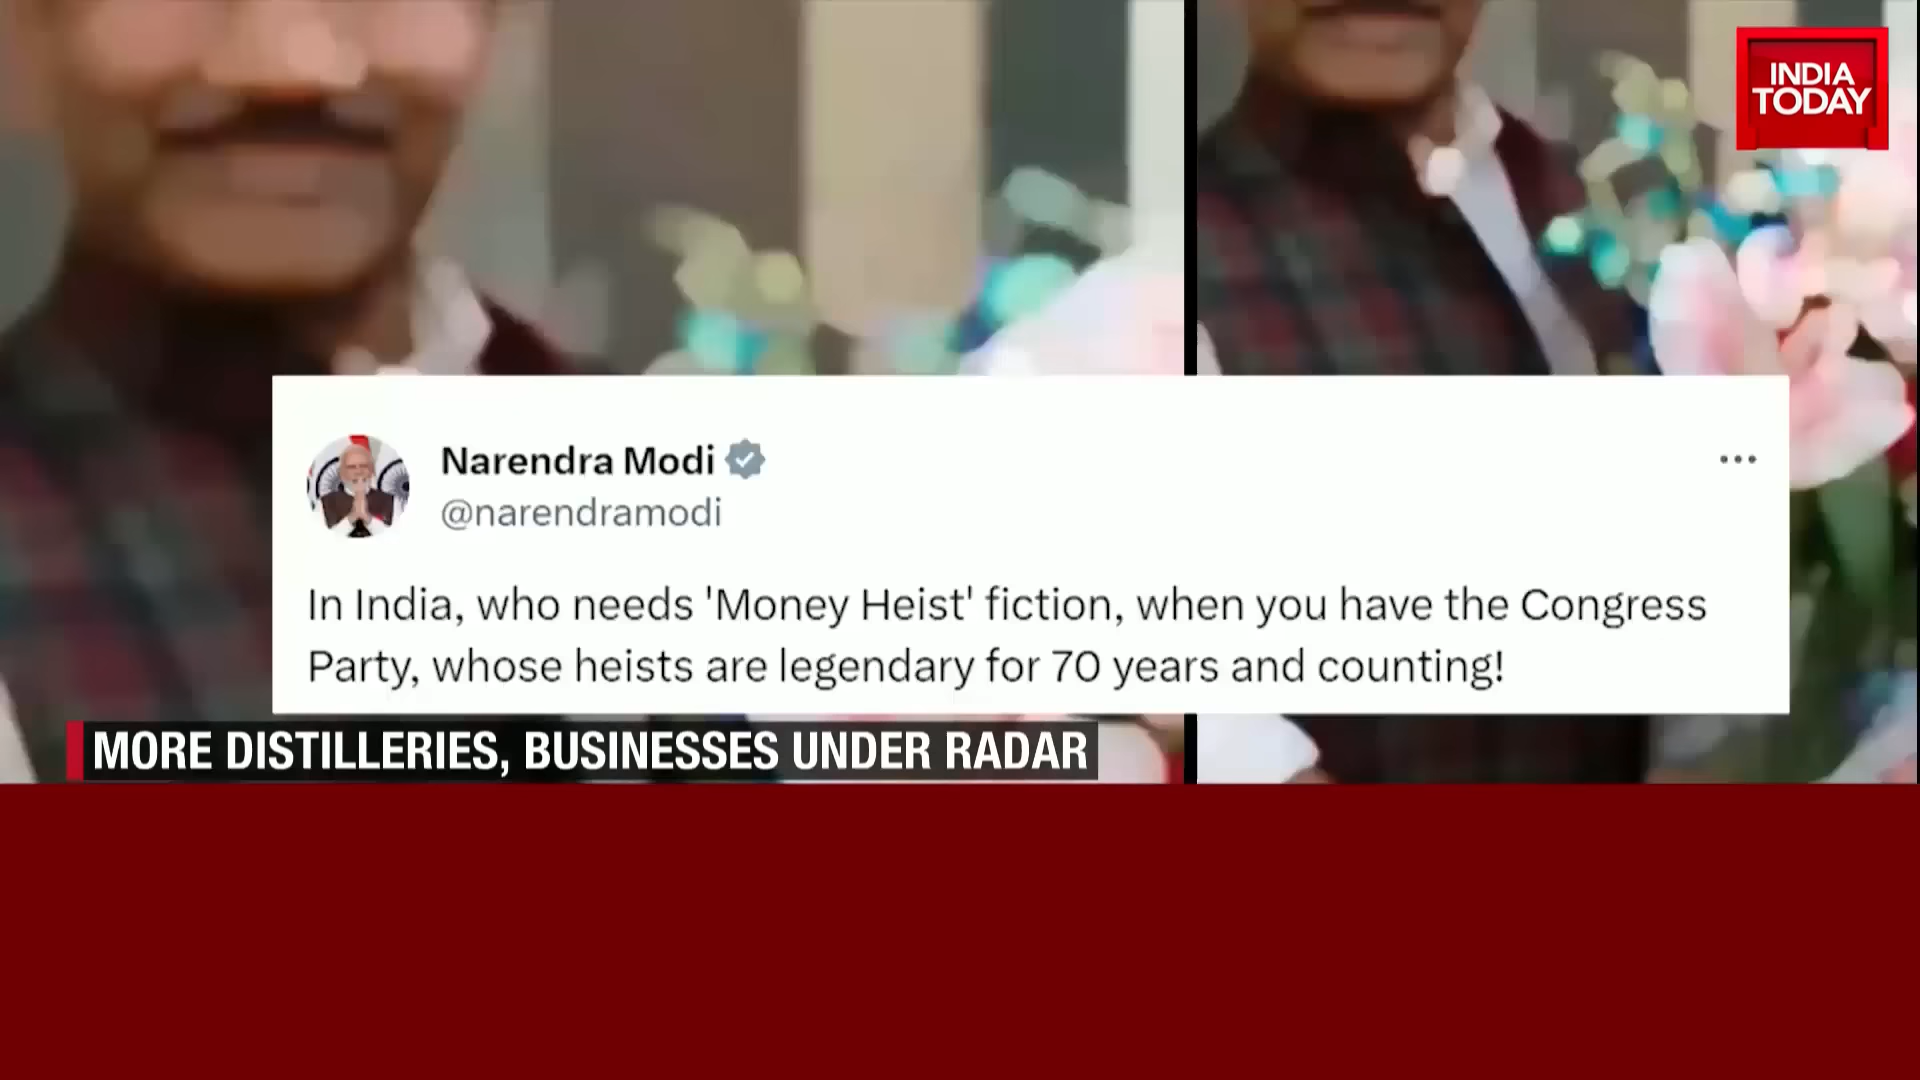 INDIA
TODAY
Narendra Modi
@narendramodi
In India, who needs 'Money Heist' fiction, when you have the Congress
Party, whose heists are legendary for 70 years and counting!
MORE DISTILLERIES, BUSINESSES UNDER RADAR